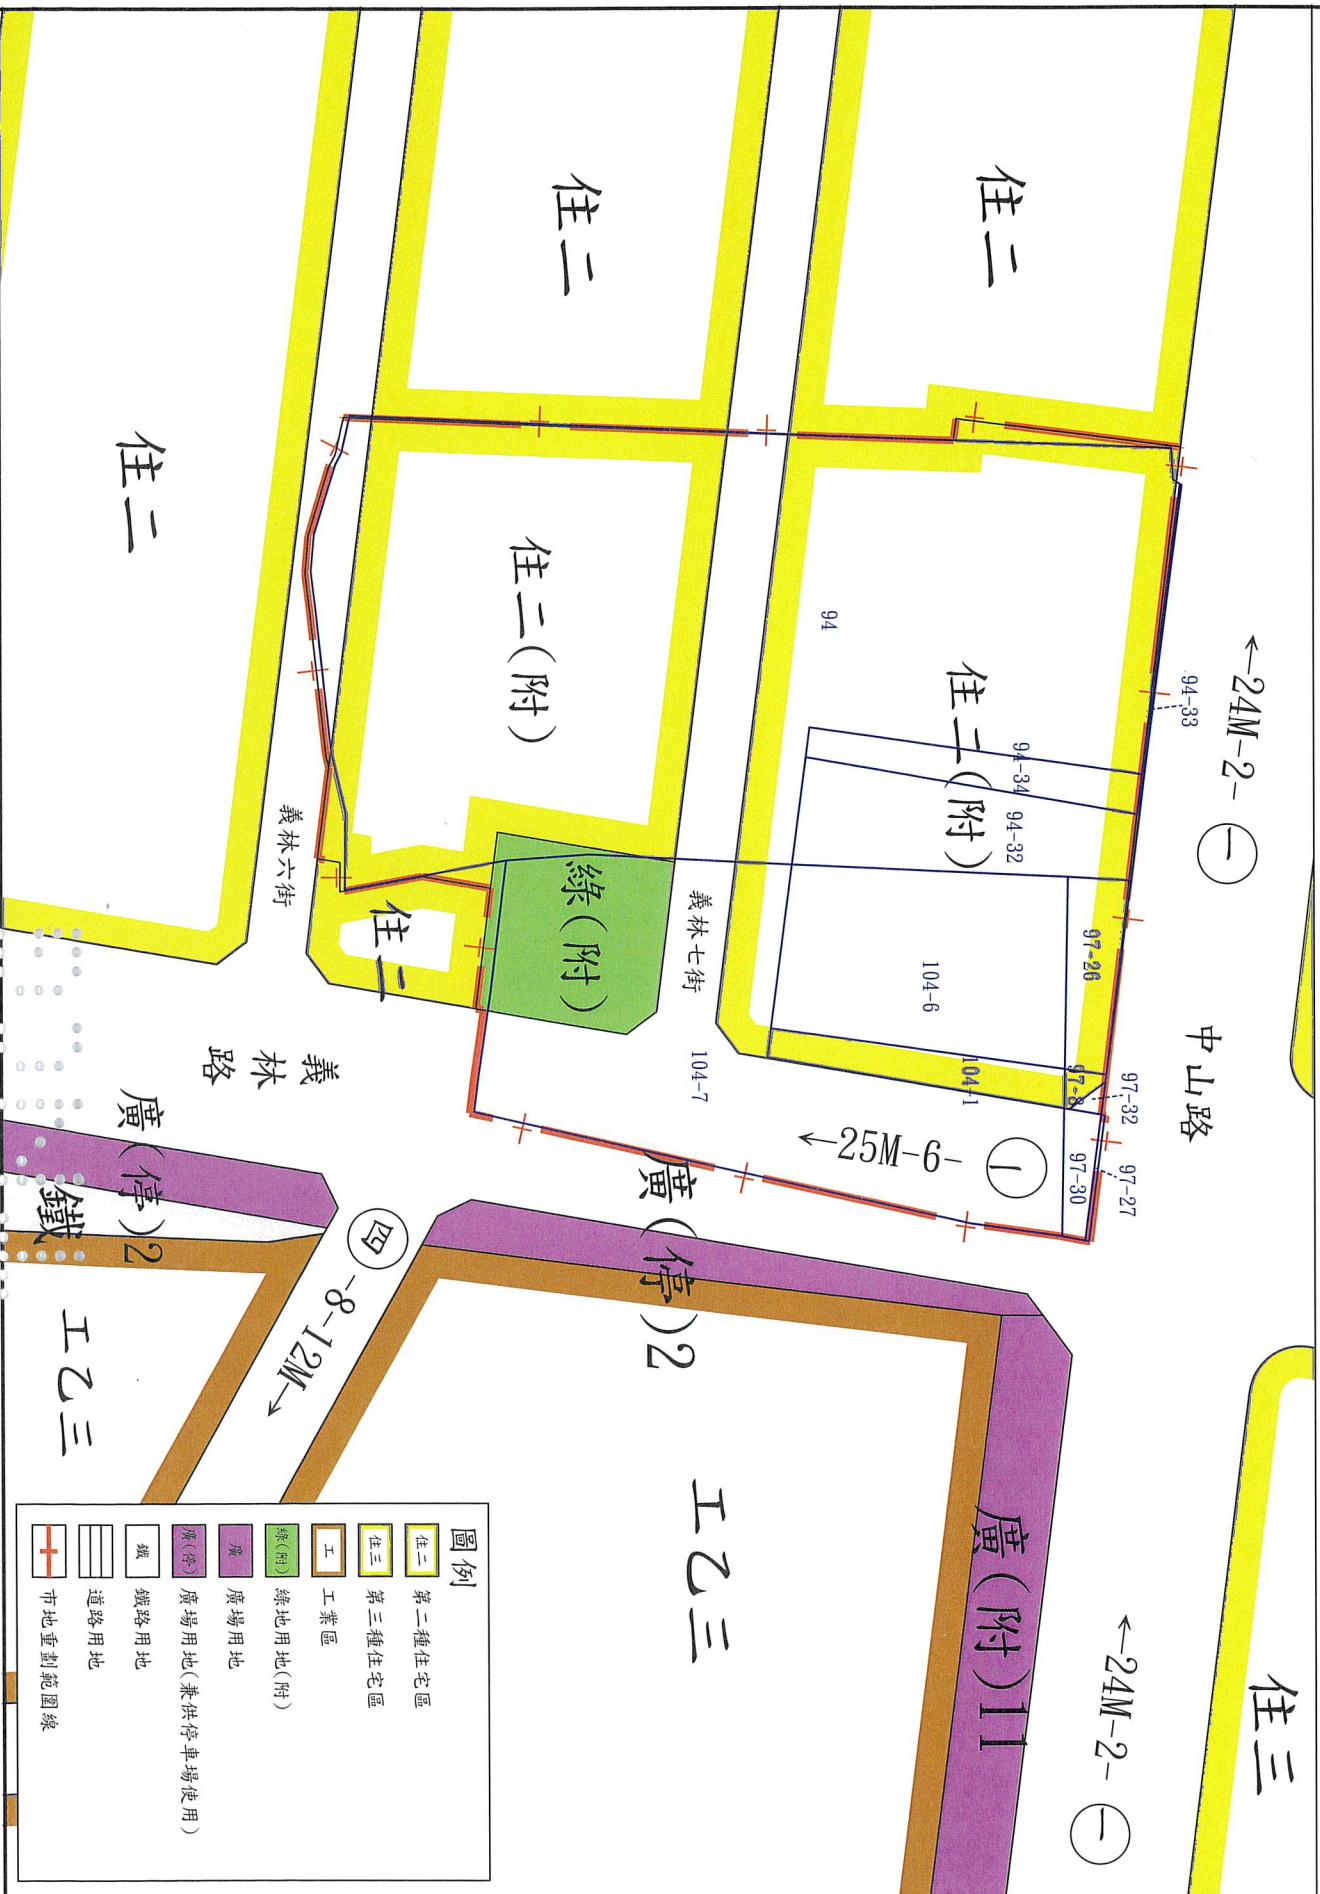 住二
住二
住二
住二(附)
住二(附)
94
94-33
94-34
94-32
←24M-2-一
97-26
104-6
104-1
97-8
97-32
97-27
97-30
104-7
中山路
義林七街
義林六街
綠(附)
住二
義林路
←25M-6-1
廣(停)2
廣(停)2
鐵
四-8-12M→
工乙三
工乙三
廣(附)11
←24M-2-一
住三
圖例
住二 第二種住宅區
住三 第三種住宅區
工 工業區
綠(附) 綠地用地(附)
廣 廣場用地
廣(停) 廣場用地(兼供停車場使用)
鐵 鐵路用地
道路用地
市地重劃範圍線